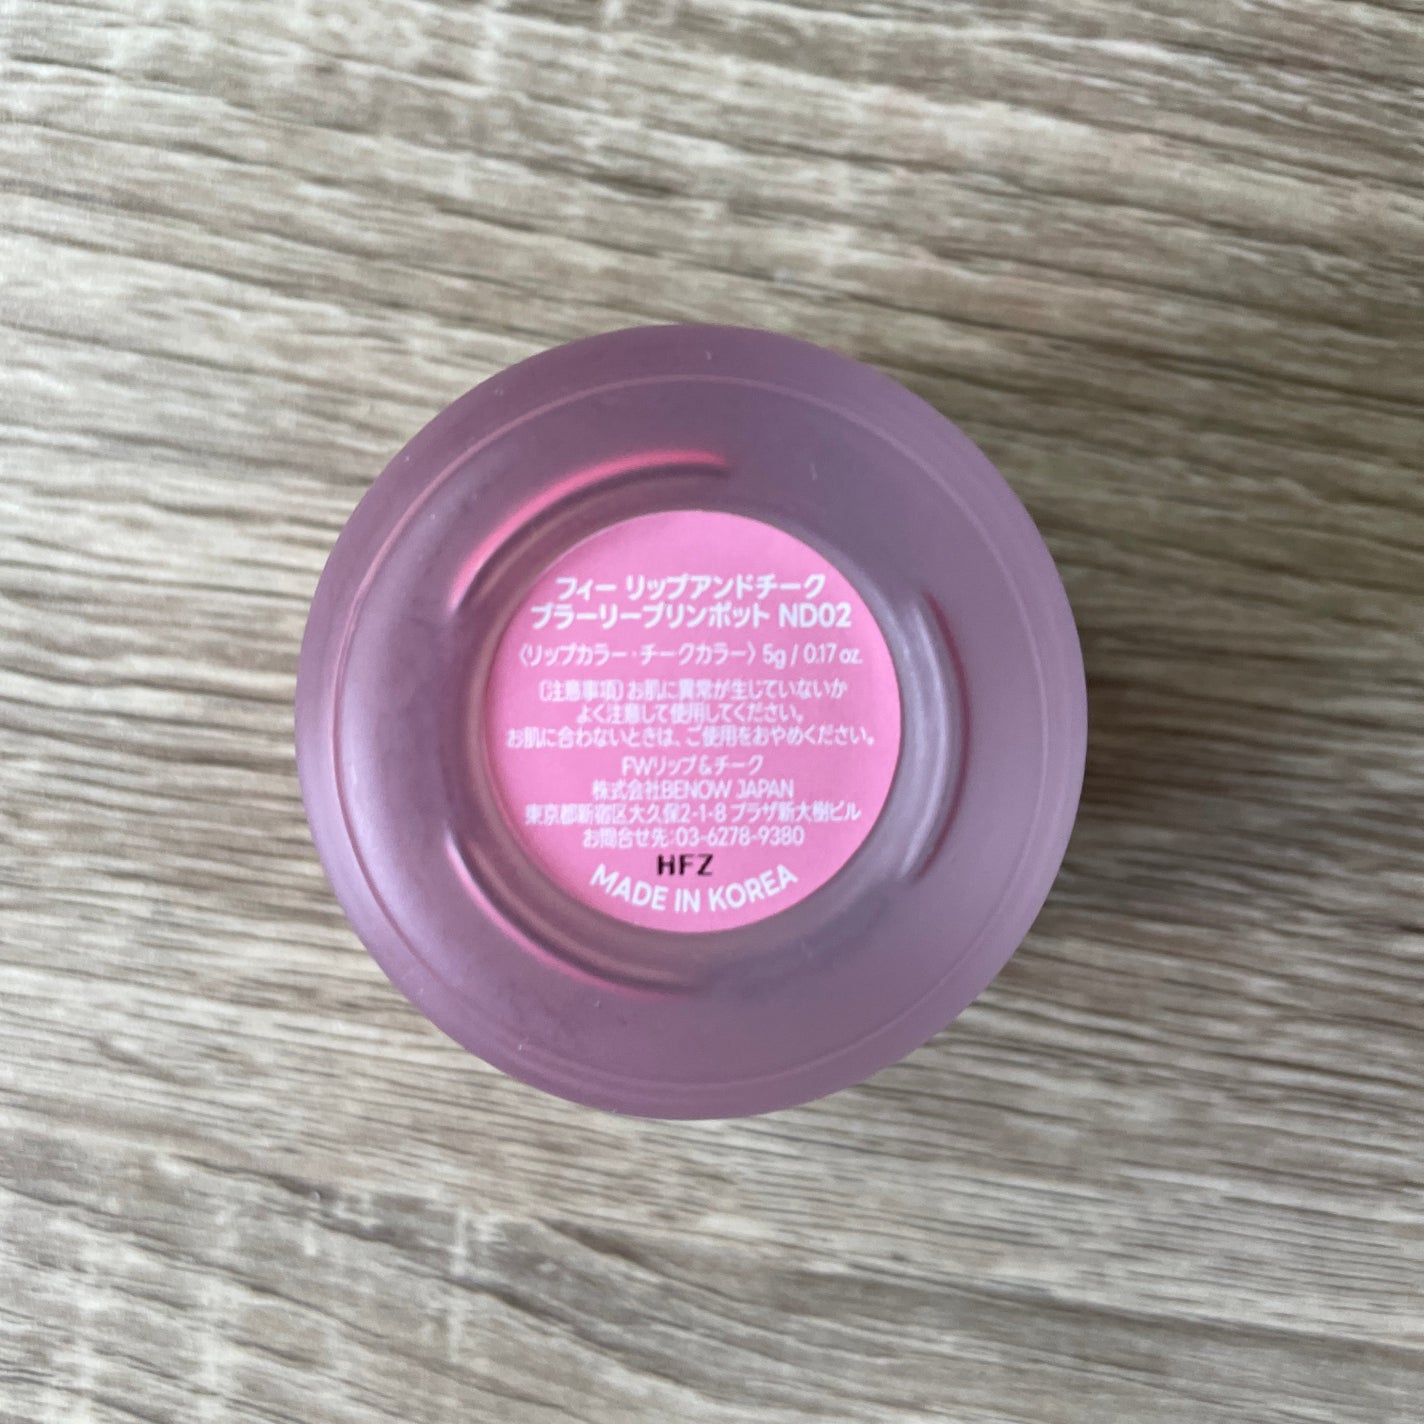 フィー リップアンドチーク
ブラーリープリンポット ND02
〈リップカラー・チークカラー〉5g / 0.17 oz.
〔注意事項〕お肌に異常が生じていないか
よく注意して使用してください。
お肌に合わないときは、ご使用をおやめください。
FWリップ&チーク
株式会社BENOW JAPAN
東京都新宿区大久保2-1-8 プラザ新大樹ビル
お問合せ先:03-6278-9380
HFZ
MADE IN KOREA